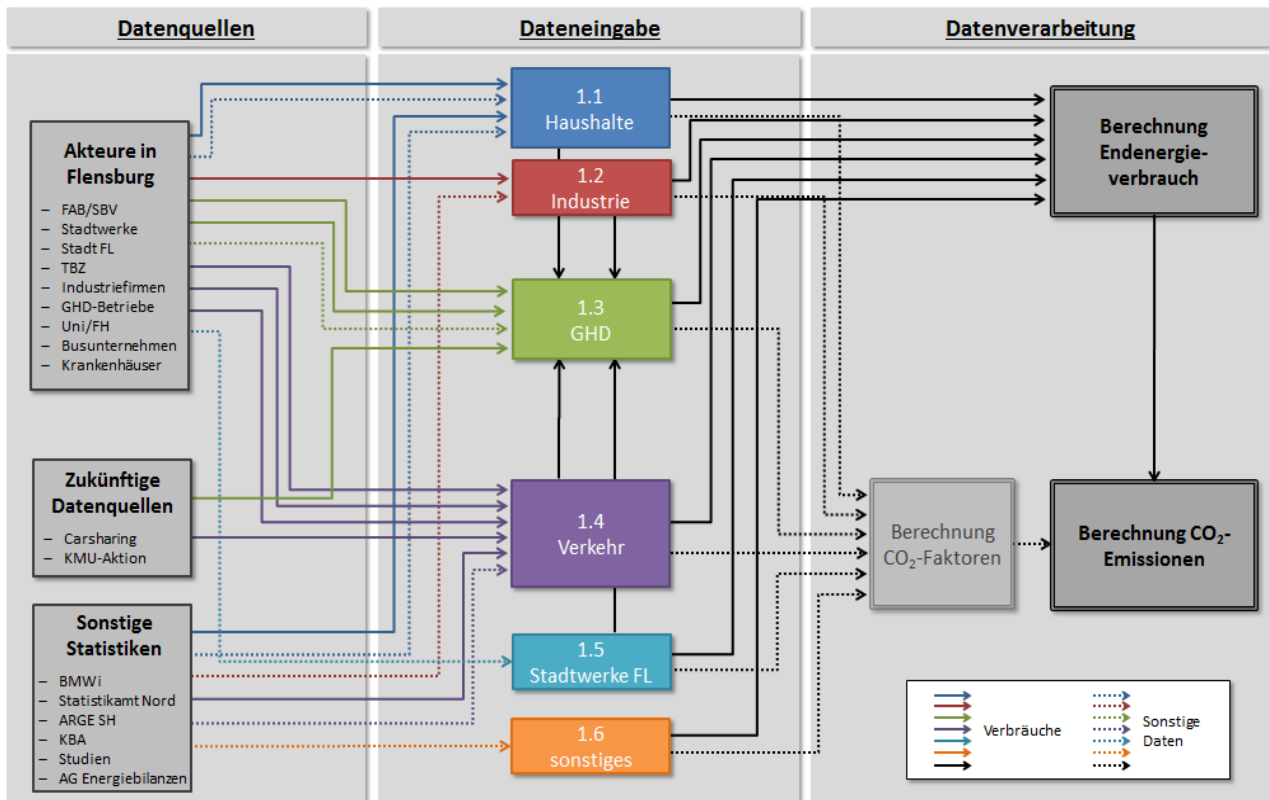 Datenquellen
Dateneingabe
Datenverarbeitung
Akteure in
Flensburg
– FAB/SBV
– Stadtwerke
– Stadt FL
– TBZ
– Industriefirmen
– GHD-Betriebe
– Uni/FH
– Busunternehmen
– Krankenhäuser
Zukünftige
Datenquellen
– Carsharing
– KMU-Aktion
Sonstige
Statistiken
– BMWi
– Statistikamt Nord
– ARGE SH
– KBA
– Studien
– AG Energiebilanzen
1.1
Haushalte
1.2
Industrie
1.3
GHD
1.4
Verkehr
1.5
Stadtwerke FL
1.6
sonstiges
Berechnung
Endenergie-
verbrauch
Berechnung
CO₂-Faktoren
Berechnung CO₂-
Emissionen
Verbräuche
Sonstige
Daten